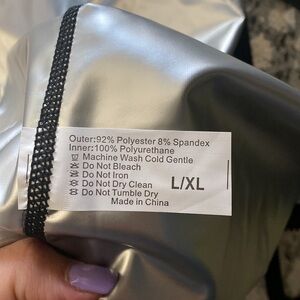 Outer:92% Polyester 8% Spandex
Inner:100% Polyurethane
Machine Wash Cold Gentle
Do Not Bleach
Do Not Iron
Do Not Dry Clean
Do Not Tumble Dry
Made in China
L/XL